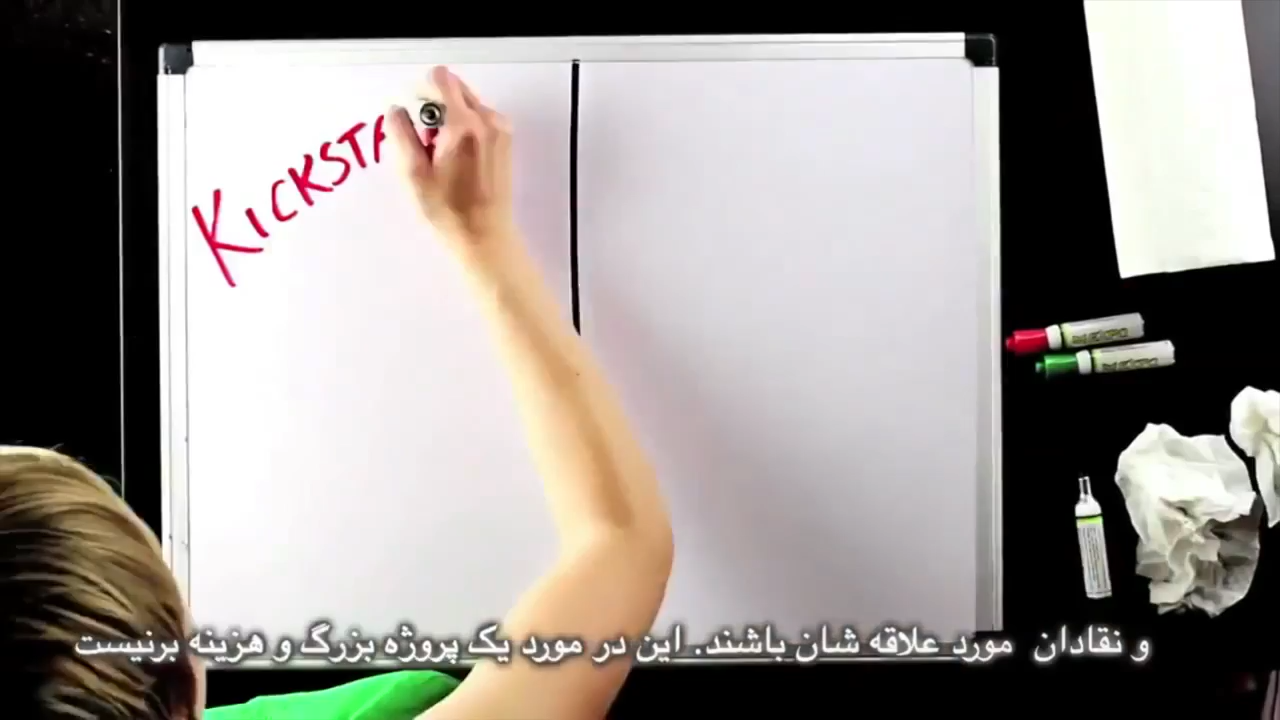 KICKSTA
و نقادان مورد علاقه شان باشند. این در مورد یک پروژه بزرگ و هزینه برنیست